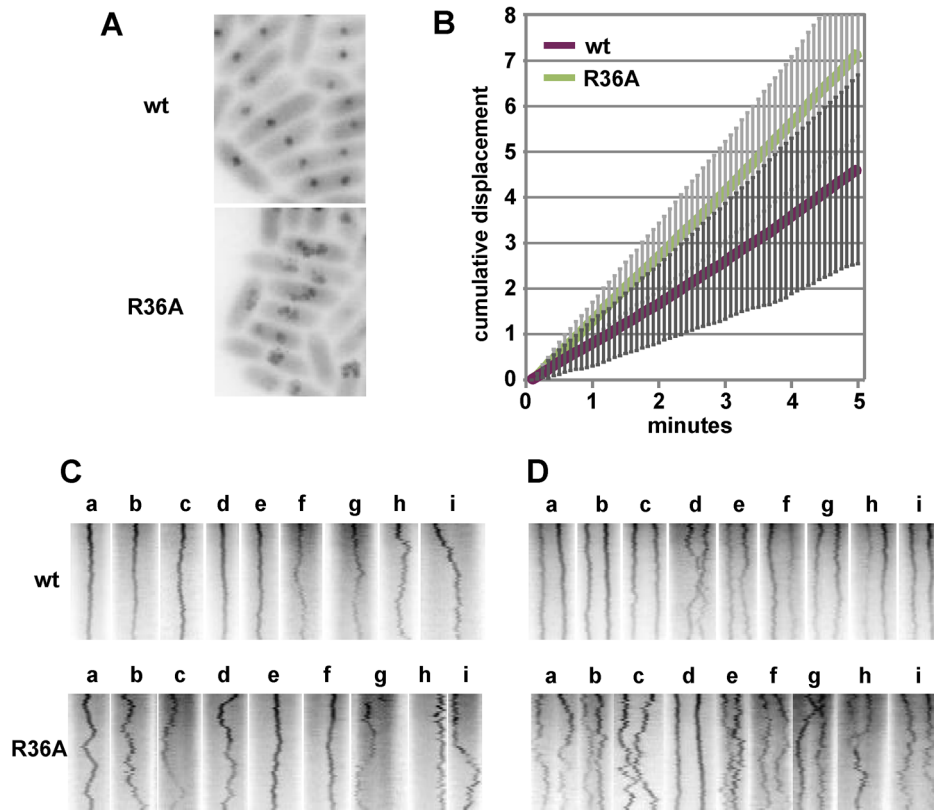 A
wt
R36A
B
cumulative displacement
8
7
6
5
4
3
2
1
0
wt
R36A
0 1 2 3 4 5
minutes
C
a b c d e f g h i
wt
a b c d e f g h i
R36A
D
a b c d e f g h i
a b c d e f g h i